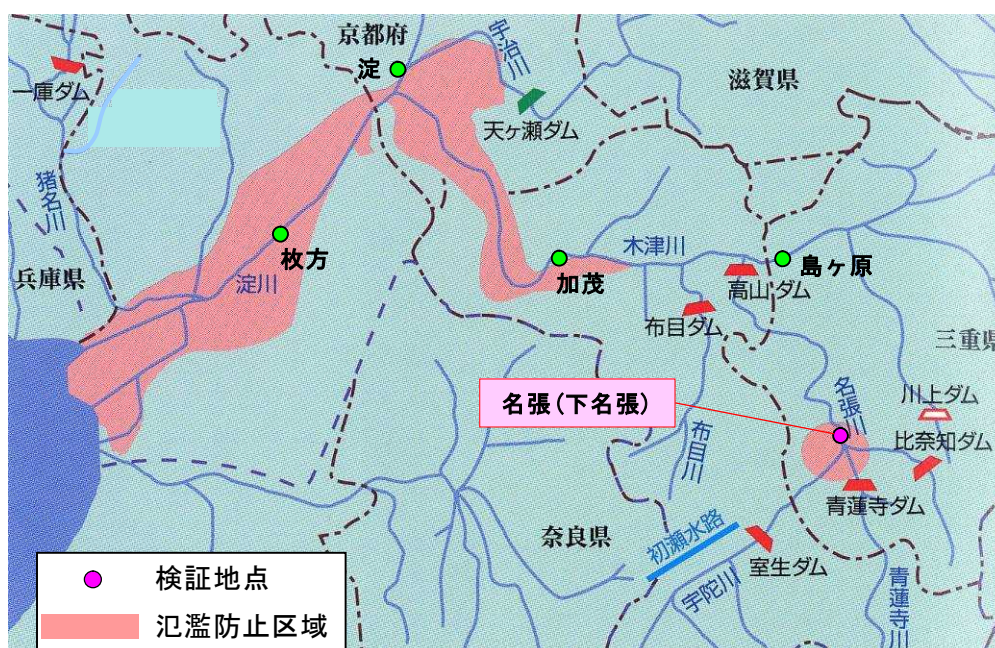 京都府
宇治川
淀
滋賀県
一庫ダム
天ヶ瀬ダム
猪名川
枚方
木津川
島ヶ原
兵庫県
淀川
加茂
高山ダム
布目ダム
三重県
名張(下名張)
名張川
川上ダム
比奈知ダム
布目川
青蓮寺ダム
奈良県
初瀬水路
室生ダム
宇陀川
青蓮寺川
検証地点
氾濫防止区域